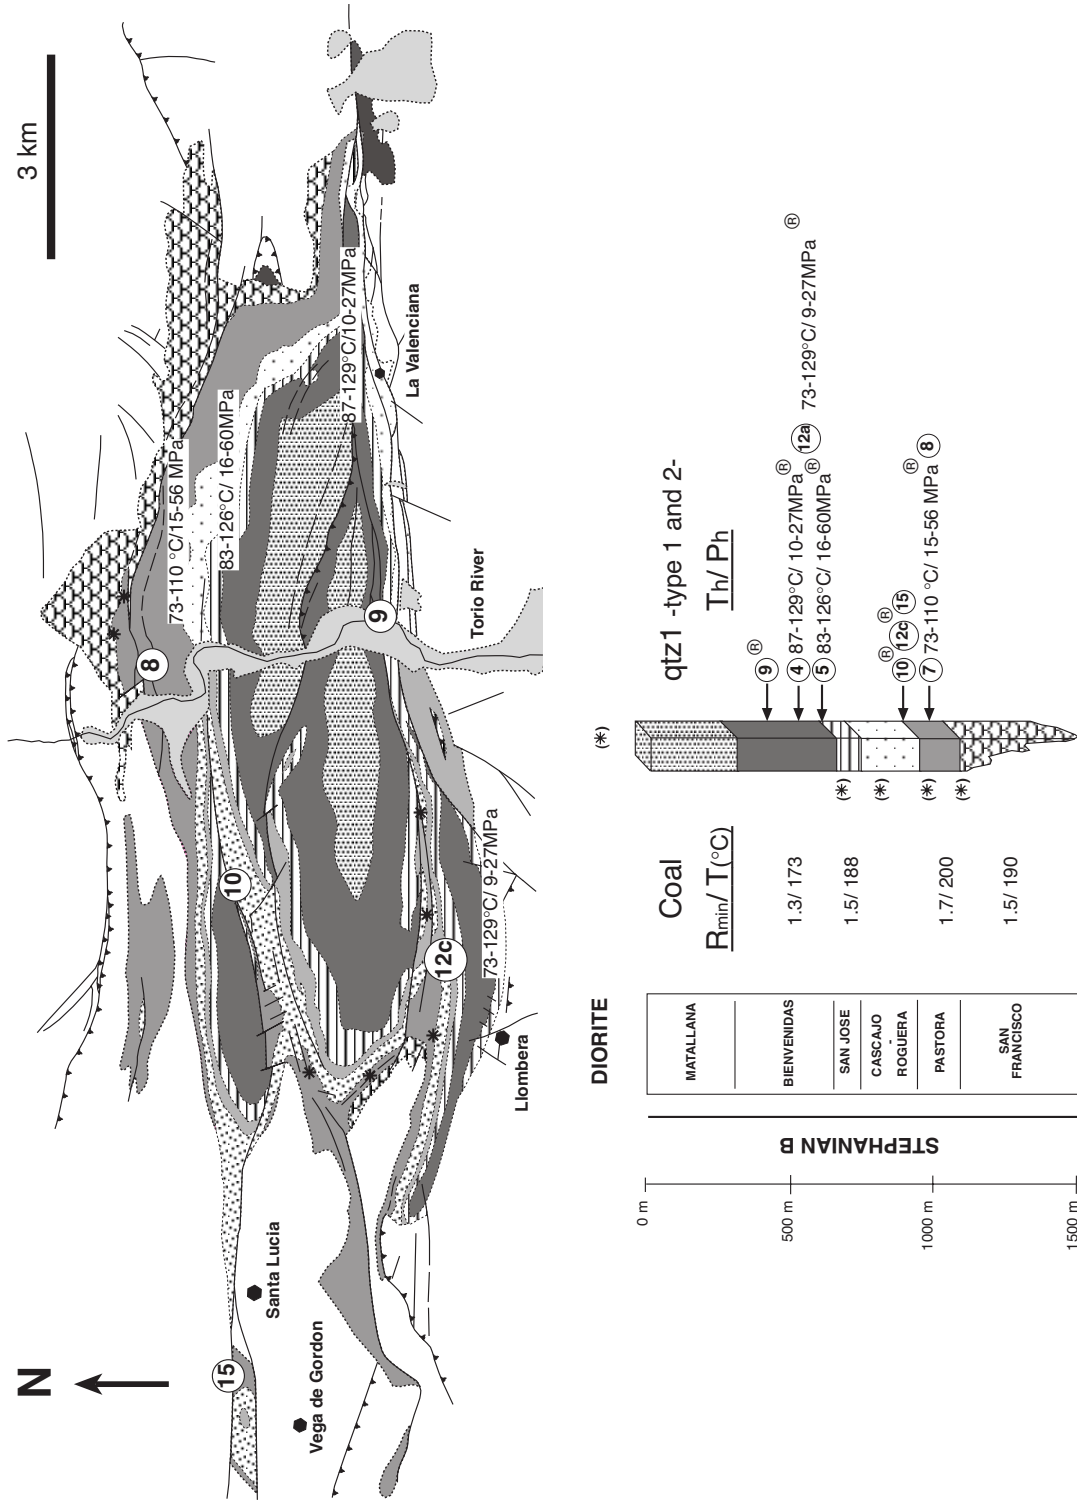 N
3 km
15
Santa Lucia
Vega de Gordon
10
8
73-110 °C/15-56 MPa
83-126°C/ 16-60MPa
87-129°C/10-27MPa
9
12c
73-129°C/ 9-27MPa
Llombera
Torio River
La Valenciana
DIORITE
(*)
Coal
Rmin/ T(°C)
qtz1 -type 1 and 2-
Th/ Ph
0 m
500 m
1000 m
1500 m
STEPHANIAN B
MATALLANA
BIENVENIDAS
SAN JOSE
CASCAJO
-
ROGUERA
PASTORA
SAN
FRANCISCO
1.3/ 173
1.5/ 188
1.7/ 200
1.5/ 190
(*)
(*)
(*)
(*)
9 R
4 87-129°C/ 10-27MPa R
12a 73-129°C/ 9-27MPa R
5 83-126°C/ 16-60MPa R
10 R 12c R 15
7 73-110 °C/ 15-56 MPa R 8